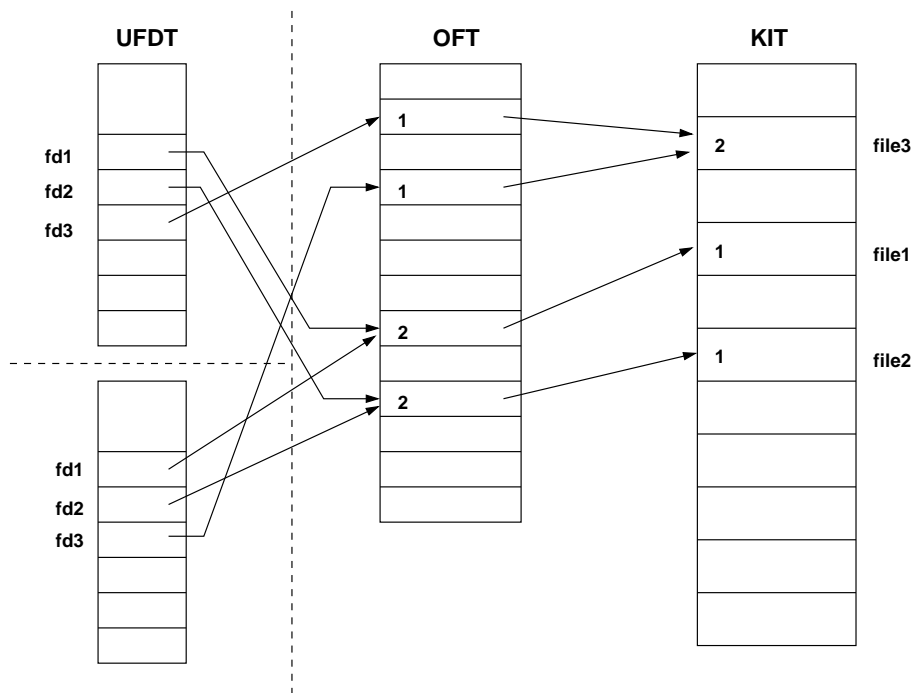 UFDT OFT KIT
1
fd1 2 file3
fd2 1
fd3
1 file1
2
1 file2
2
fd1
fd2
fd3